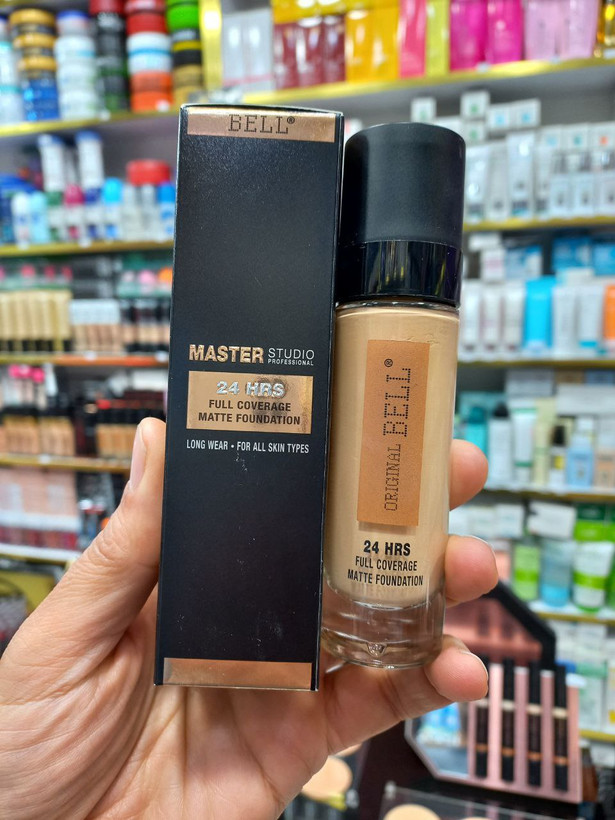 BELL®
MASTER STUDIO
PROFESSIONAL
24 HRS
FULL COVERAGE
MATTE FOUNDATION
LONG WEAR • FOR ALL SKIN TYPES
ORIGINAL BELL®
24 HRS
FULL COVERAGE
MATTE FOUNDATION